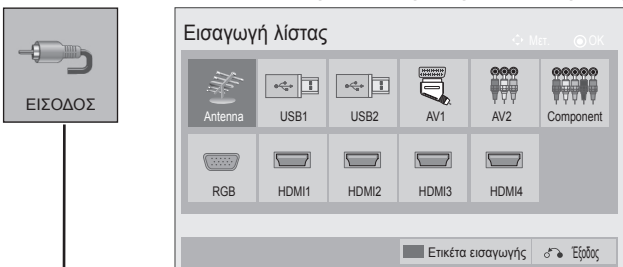 ΕΙΣΟΔΟΣ
Εισαγωγή λίστας
Μετ. OK
Antenna USB1 USB2 AV1 AV2 Component
RGB HDMI1 HDMI2 HDMI3 HDMI4
Ετικέτα εισαγωγής Έξοδος